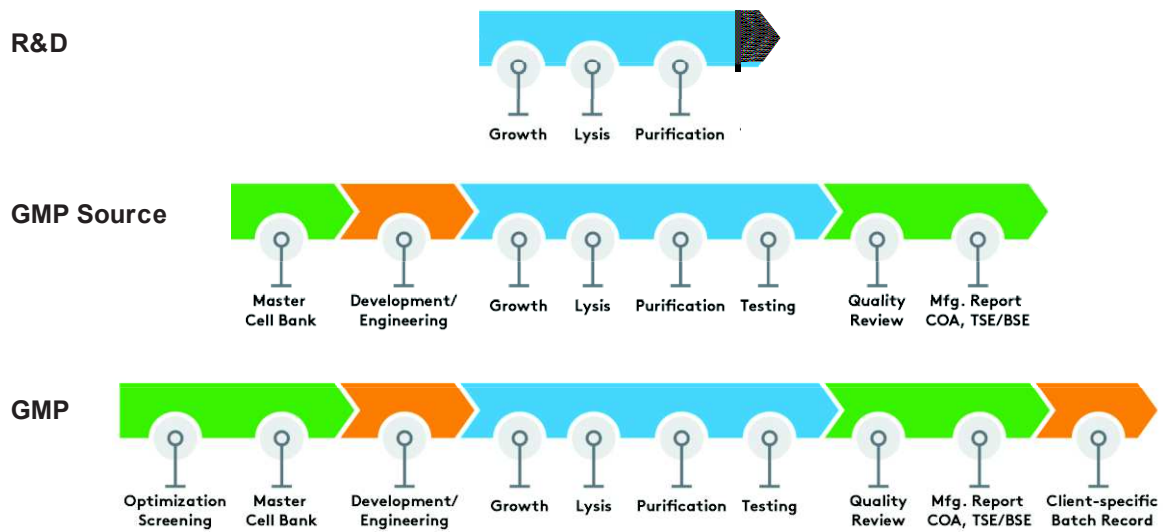 R&D
Growth Lysis Purification
GMP Source
Master Development/ Growth Lysis Purification Testing Quality Mfg. Report
Cell Bank Engineering Review COA, TSE/BSE
GMP
Optimization Master Development/ Growth Lysis Purification Testing Quality Mfg. Report Client-specific
Screening Cell Bank Engineering Review COA, TSE/BSE Batch Record